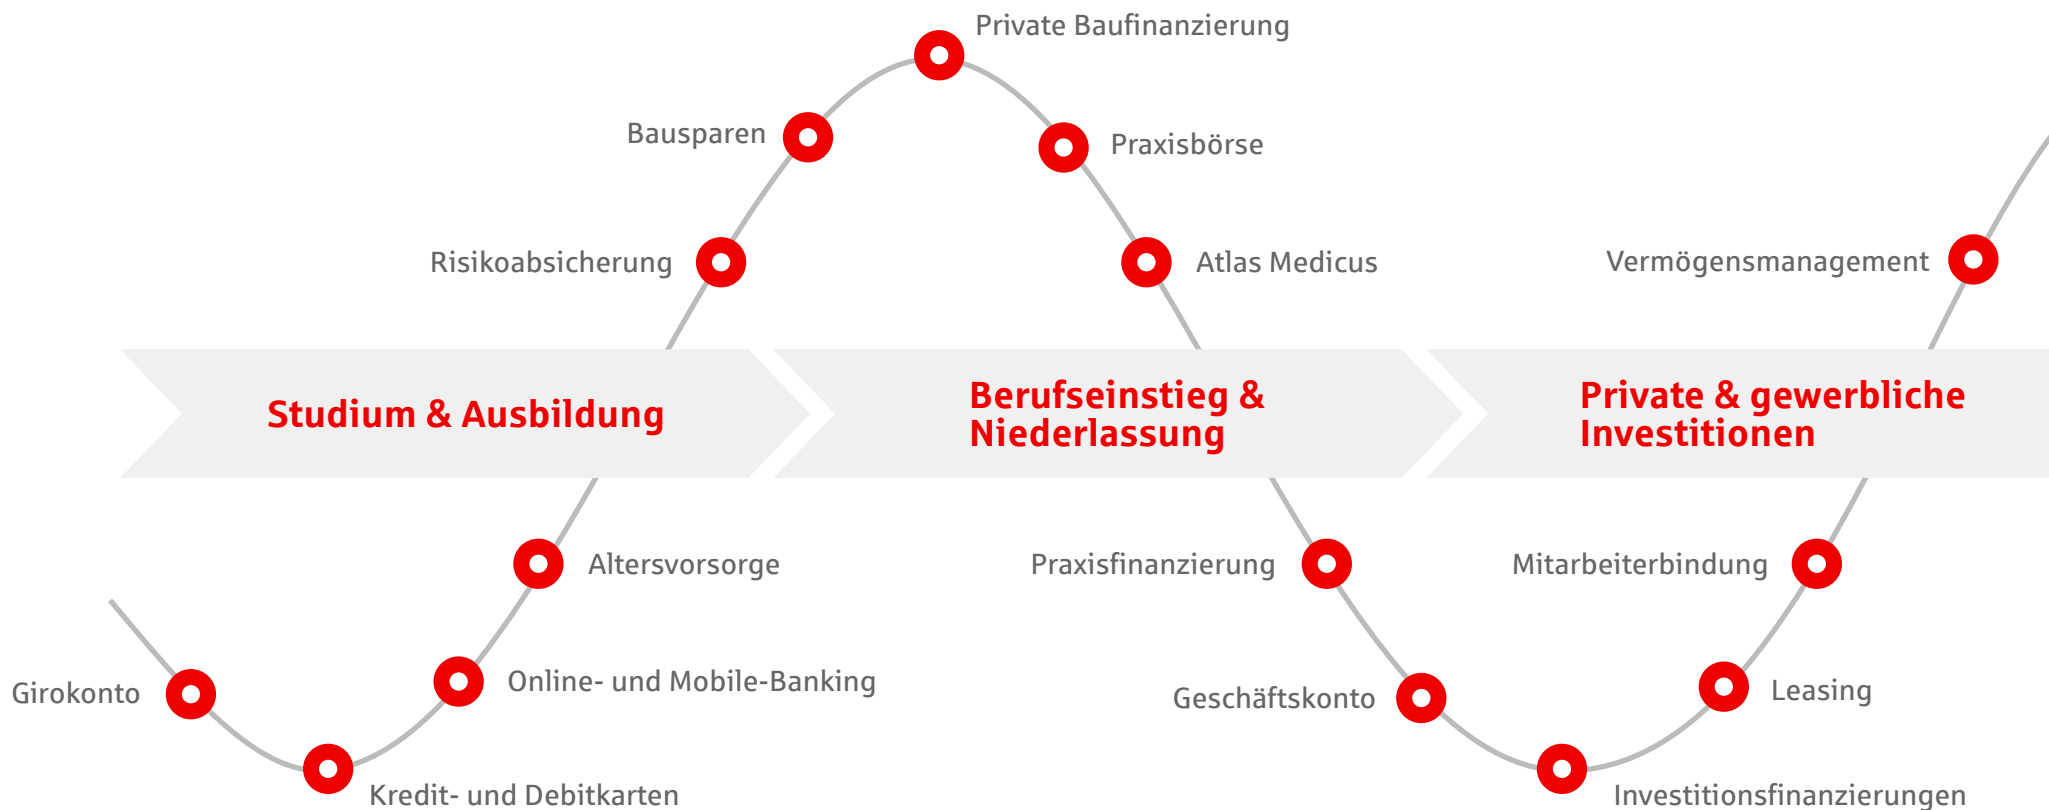 Private Baufinanzierung
Bausparen
Praxisbörse
Risikoabsicherung
Atlas Medicus
Vermögensmanagement
Studium & Ausbildung
Berufseinstieg &
Niederlassung
Private & gewerbliche
Investitionen
Altersvorsorge
Praxisfinanzierung
Mitarbeiterbindung
Girokonto
Online- und Mobile-Banking
Geschäftskonto
Leasing
Kredit- und Debitkarten
Investitionsfinanzierungen